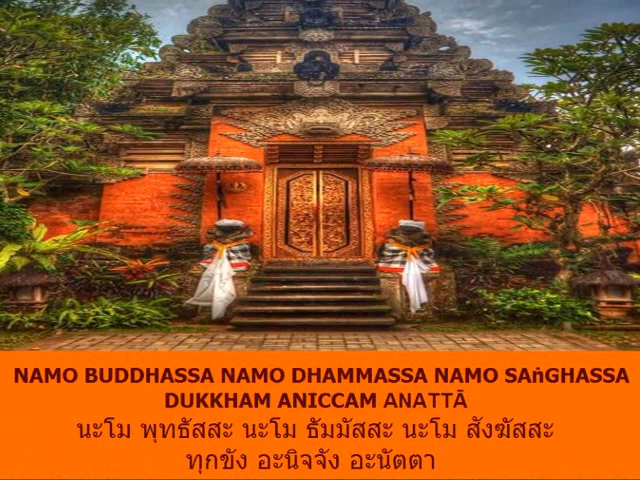 NAMO BUDDHASSA NAMO DHAMMASSA NAMO SAṅGHASSA
DUKKHAM ANICCAM ANATTĀ
นะโม พุทธัสสะ นะโม ธัมมัสสะ นะโม สังฆัสสะ
ทุกขัง อะนิจจัง อะนัตตา